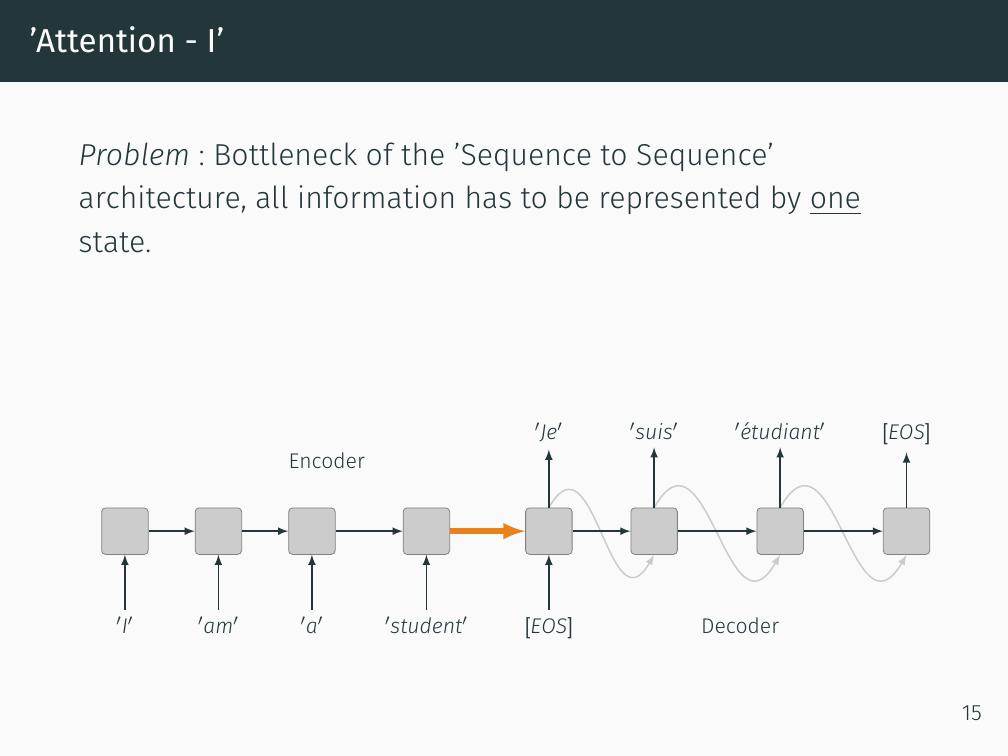 ’Attention - I’
Problem : Bottleneck of the ’Sequence to Sequence’
architecture, all information has to be represented by one
state.
'Je' 'suis' 'étudiant' [EOS]
Encoder
'I' 'am' 'a' 'student' [EOS] Decoder
15